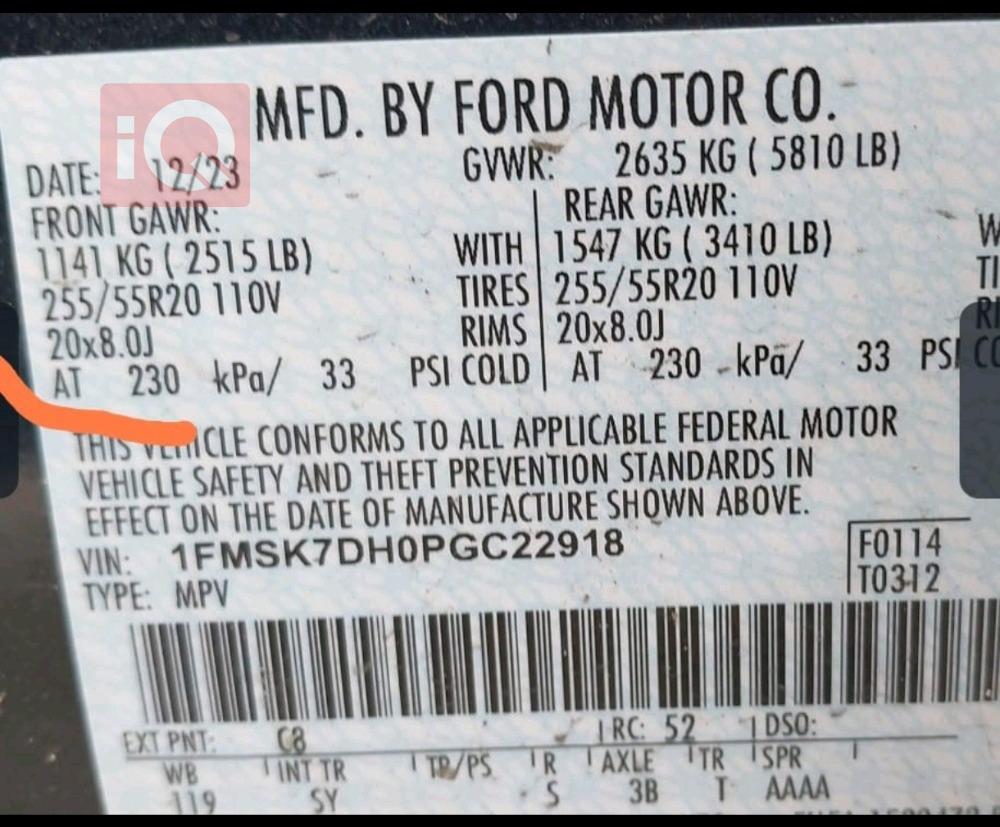 iQ
MFD. BY FORD MOTOR CO.
DATE: 12/23 GVWR: 2635 KG ( 5810 LB)
FRONT GAWR: REAR GAWR:
1141 KG ( 2515 LB) WITH 1547 KG ( 3410 LB) W
255/55R20 110V TIRES 255/55R20 110V TI
20x8.0J RIMS 20x8.0J
AT 230 kPa/ 33 PSI COLD AT 230 kPa/ 33 PSI
THIS VEHICLE CONFORMS TO ALL APPLICABLE FEDERAL MOTOR
VEHICLE SAFETY AND THEFT PREVENTION STANDARDS IN
EFFECT ON THE DATE OF MANUFACTURE SHOWN ABOVE.
VIN: 1FMSK7DH0PGC22918 F0114
TYPE: MPV T0312
EXT PNT: C8 RC: 52 DSO:
WB INT TR TP/PS R AXLE TR SPR
119 SY S 3B T AAAA